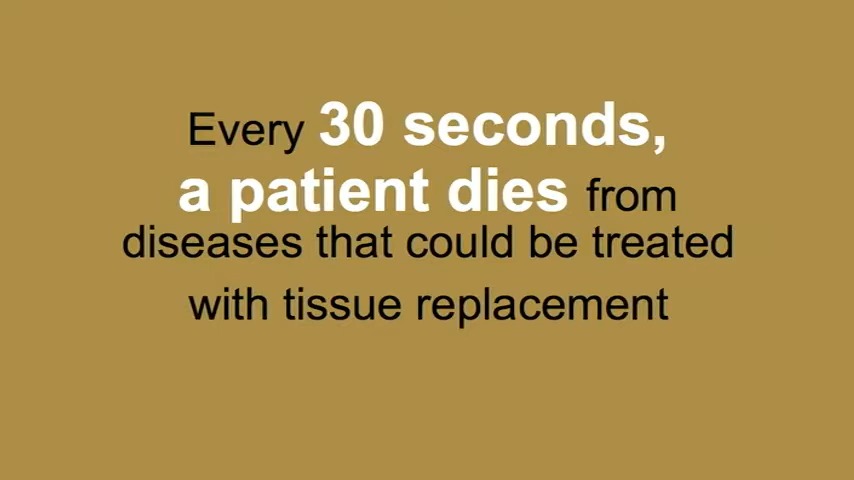 Every 30 seconds,
a patient dies from
diseases that could be treated
with tissue replacement